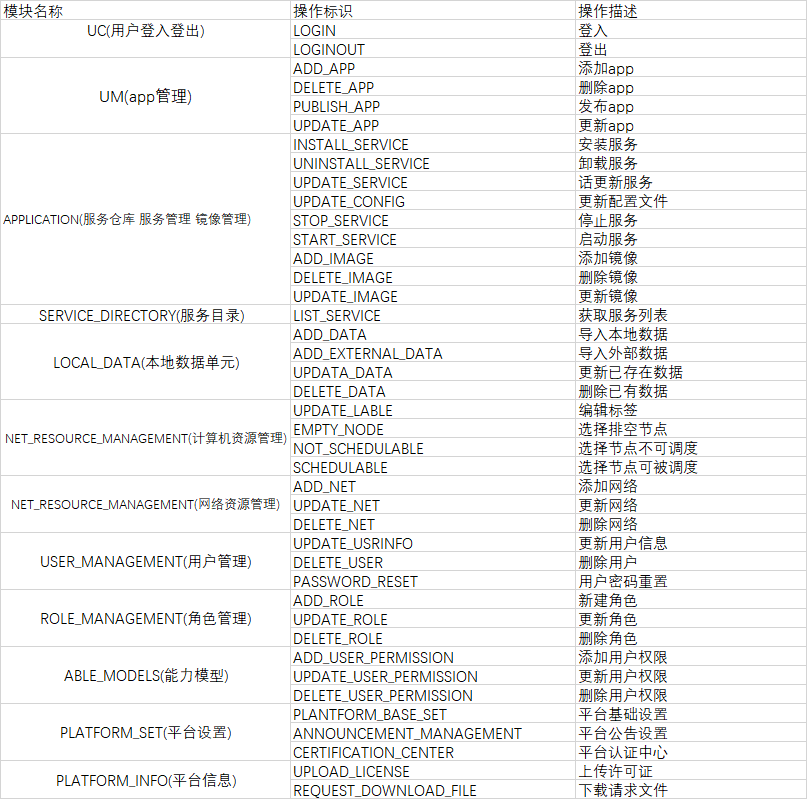 模块名称 操作标识 操作描述
UC(用户登入登出) LOGIN 登入
LOGINOUT 登出
ADD_APP 添加app
DELETE_APP 删除app
UM(app管理)
PUBLISH_APP 发布app
UPDATE_APP 更新app
INSTALL_SERVICE 安装服务
UNINSTALL_SERVICE 卸载服务
UPDATE_SERVICE 话更新服务
UPDATE_CONFIG 更新配置文件
APPLICATION(服务仓库 服务管理 镜像管理) STOP_SERVICE 停止服务
START_SERVICE 启动服务
ADD_IMAGE 添加镜像
DELETE_IMAGE 删除镜像
UPDATE_IMAGE 更新镜像
SERVICE_DIRECTORY(服务目录) LIST_SERVICE 获取服务列表
ADD_DATA 导入本地数据
ADD_EXTERNAL_DATA 导入外部数据
LOCAL_DATA(本地数据单元)
UPDATA_DATA 更新已存在数据
DELETE_DATA 删除已有数据
UPDATE_LABLE 编辑标签
EMPTY_NODE 选择排空节点
NET_RESOURCE_MANAGEMENT(计算机资源管理)
NOT_SCHEDULABLE 选择节点不可调度
SCHEDULABLE 选择节点可被调度
ADD_NET 添加网络
NET_RESOURCE_MANAGEMENT(网络资源管理) UPDATE_NET 更新网络
DELETE_NET 删除网络
UPDATE_USRINFO 更新用户信息
USER_MANAGEMENT(用户管理) DELETE_USER 删除用户
PASSWORD_RESET 用户密码重置
ADD_ROLE 新建角色
ROLE_MANAGEMENT(角色管理) UPDATE_ROLE 更新角色
DELETE_ROLE 删除角色
ADD_USER_PERMISSION 添加用户权限
ABLE_MODELS(能力模型) UPDATE_USER_PERMISSION 更新用户权限
DELETE_USER_PERMISSION 删除用户权限
PLANTFORM_BASE_SET 平台基础设置
PLATFORM_SET(平台设置) ANNOUNCEMENT_MANAGEMENT 平台公告设置
CERTIFICATION_CENTER 平台认证中心
PLATFORM_INFO(平台信息) UPLOAD_LICENSE 上传许可证
REQUEST_DOWNLOAD_FILE 下载请求文件